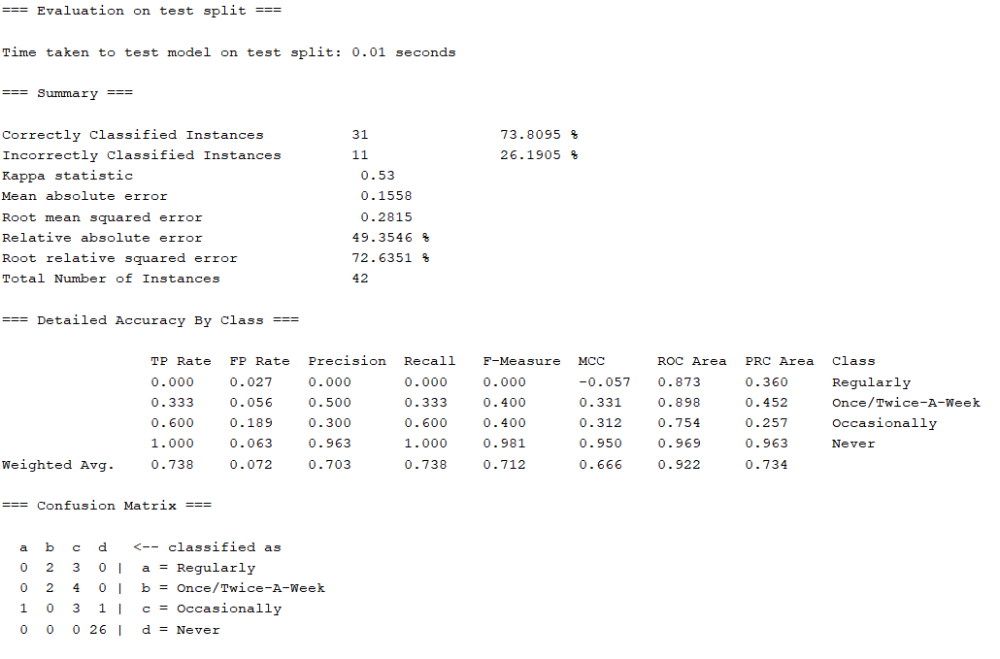 === Evaluation on test split ===
Time taken to test model on test split: 0.01 seconds
=== Summary ===
Correctly Classified Instances          31               73.8095 %
Incorrectly Classified Instances        11               26.1905 %
Kappa statistic                          0.53
Mean absolute error                      0.1558
Root mean squared error                  0.2815
Relative absolute error                 49.3546 %
Root relative squared error             72.6351 %
Total Number of Instances               42
=== Detailed Accuracy By Class ===
                 TP Rate  FP Rate  Precision  Recall   F-Measure  MCC      ROC Area  PRC Area  Class
                 0.000    0.027    0.000      0.000    0.000      -0.057   0.873     0.360     Regularly
                 0.333    0.056    0.500      0.333    0.400      0.331    0.898     0.452     Once/Twice-A-Week
                 0.600    0.189    0.300      0.600    0.400      0.312    0.754     0.257     Occasionally
                 1.000    0.063    0.963      1.000    0.981      0.950    0.969     0.963     Never
Weighted Avg.    0.738    0.072    0.703      0.738    0.712      0.666    0.922     0.734
=== Confusion Matrix ===
  a  b  c  d   <-- classified as
  0  2  3  0 |  a = Regularly
  0  2  4  0 |  b = Once/Twice-A-Week
  1  0  3  1 |  c = Occasionally
  0  0  0 26 |  d = Never